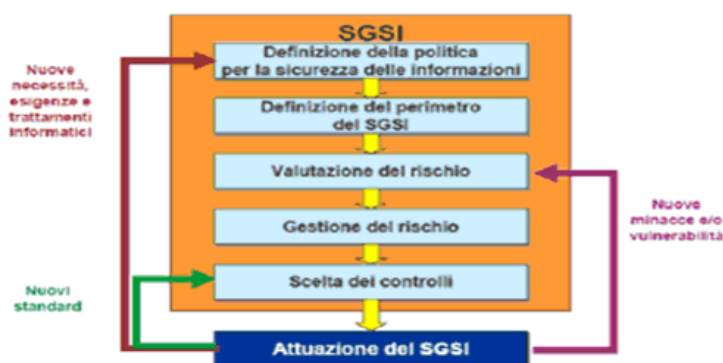 SGSI
Definizione della politica
per la sicurezza delle informazioni
Definizione del perimetro
del SGSI
Valutazione del rischio
Gestione del rischio
Scelta dei controlli
Attuazione del SGSI
Nuove
necessità,
esigenze e
trattamenti
informatici
Nuovi
standard
Nuove
minacce e/o
vulnerabilità